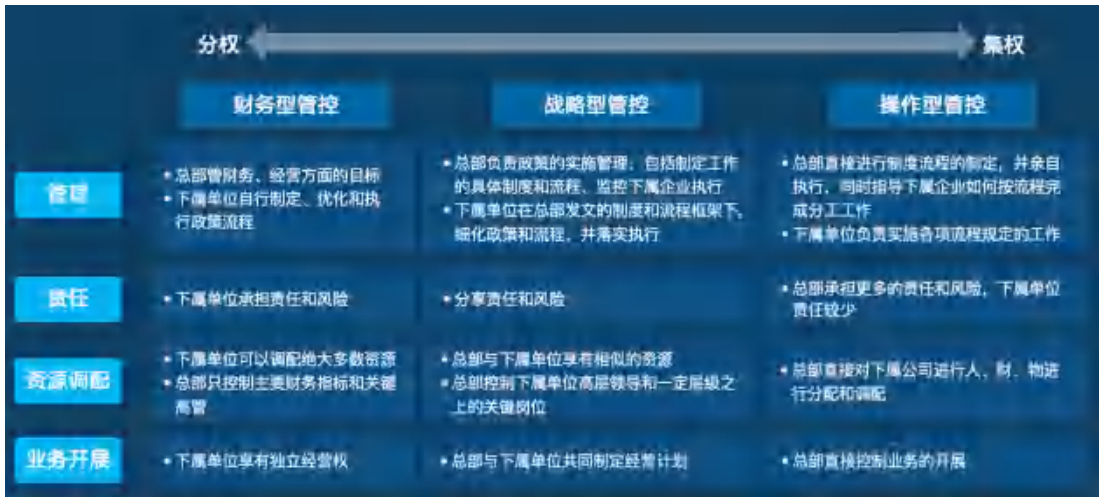 分权 集权
财务型管控 战略型管控 操作型管控
管理
• 总部管财务、经营方面的目标
• 下属单位自行制定、优化和执
行政策流程
• 总部负责政策的实施管理，包括制定工作
的具体制度和流程、监控下属企业执行
• 下属单位在总部发文的制度和流程框架下，
细化政策和流程，并落实执行
• 总部直接进行制度流程的制定，并亲自
执行，同时指导下属企业如何按流程完
成分工工作
• 下属单位负责实施各项流程规定的工作
责任
• 下属单位承担责任和风险
• 分享责任和风险
• 总部承担更多的责任和风险，下属单位
责任较少
资源调配
• 下属单位可以调配绝大多数资源
• 总部只控制主要财务指标和关键
高管
• 总部与下属单位享有相似的资源
• 总部控制下属单位高层领导和一定层级之
上的关键岗位
• 总部直接对下属公司进行人、财、物进
行分配和调配
业务开展
• 下属单位享有独立经营权
• 总部与下属单位共同制定经营计划
• 总部直接控制业务的开展